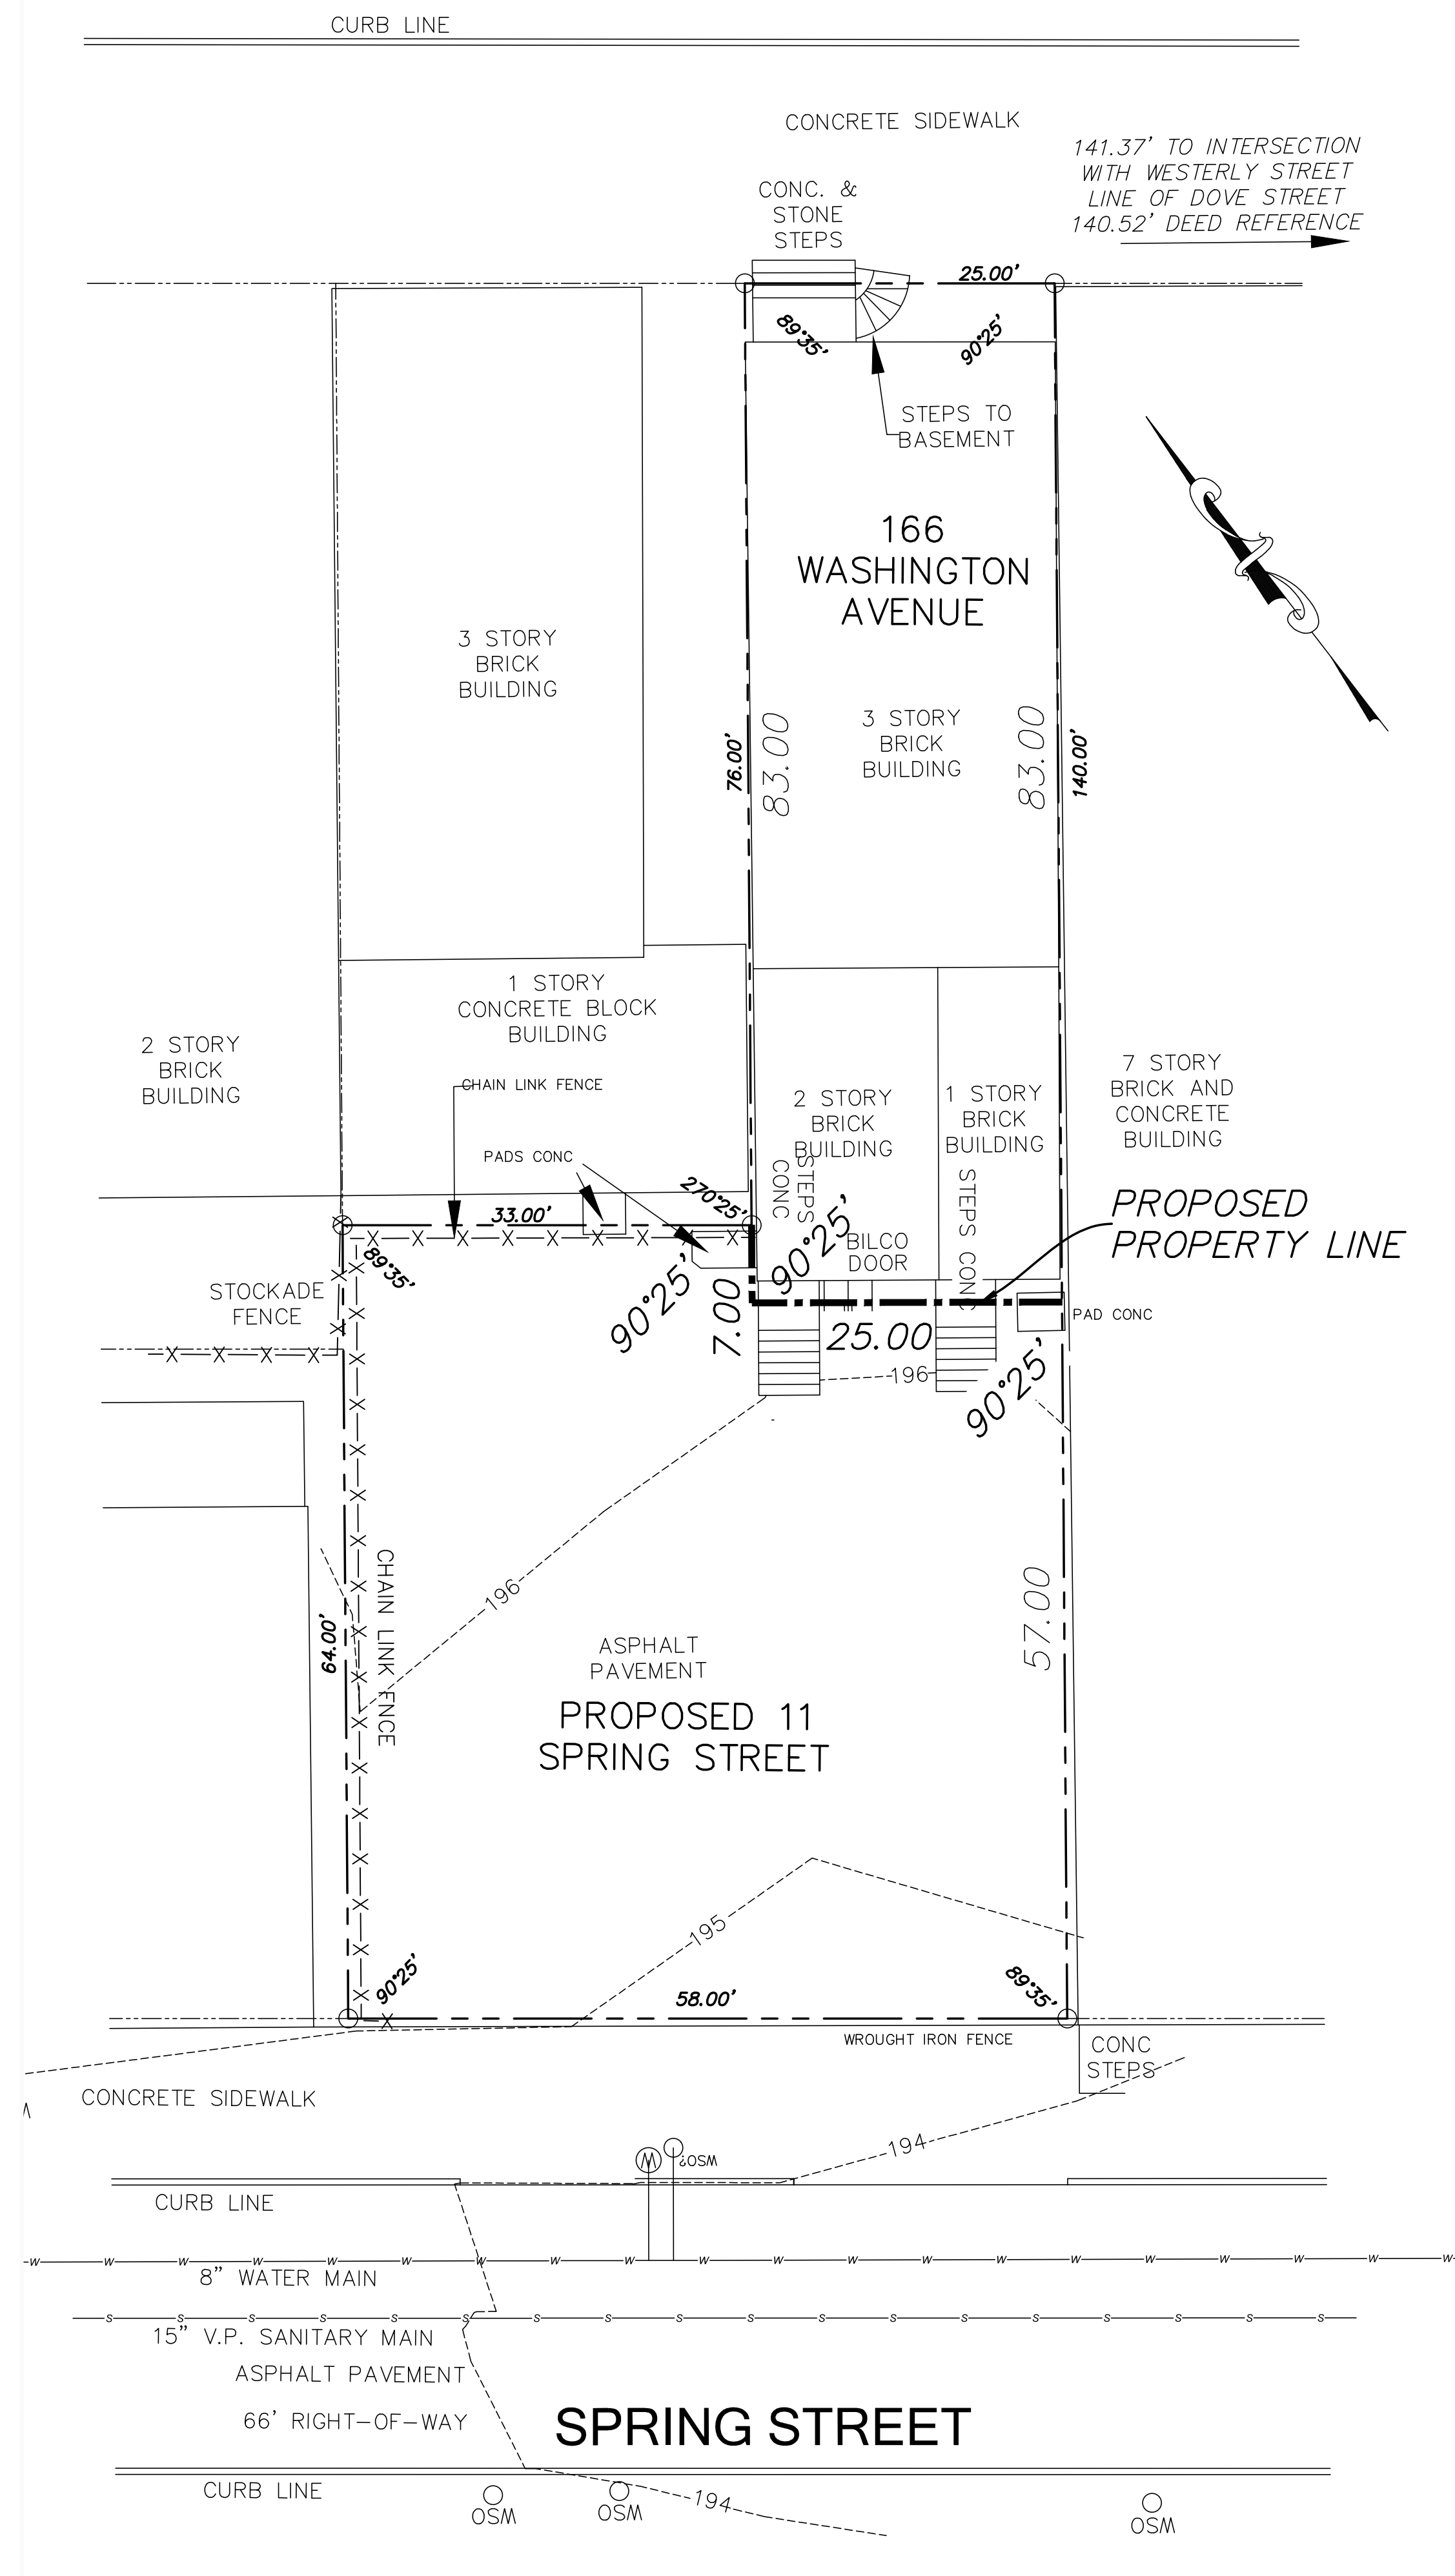 CURB LINE
CONCRETE SIDEWALK
141.37' TO INTERSECTION
WITH WESTERLY STREET
LINE OF DOVE STREET
140.52' DEED REFERENCE
CONC. &
STONE
STEPS
25.00'
89°35'
90°25'
STEPS TO
BASEMENT
166
WASHINGTON
AVENUE
3 STORY
BRICK
BUILDING
3 STORY
BRICK
BUILDING
76.00'
83.00
83.00
140.00'
1 STORY
CONCRETE BLOCK
BUILDING
2 STORY
BRICK
BUILDING
CHAIN LINK FENCE
2 STORY
BRICK
BUILDING
1 STORY
BRICK
BUILDING
7 STORY
BRICK AND
CONCRETE
BUILDING
PADS CONC
STEPS
CONC
STEPS CONC
270°25'
33.00'
89°35'
90°25'
90°25'
BILCO
DOOR
PROPOSED
PROPERTY LINE
STOCKADE
FENCE
7.00
25.00
PAD CONC
90°25'
196
196
CHAIN LINK FNCE
64.00'
57.00
ASPHALT
PAVEMENT
PROPOSED 11
SPRING STREET
195
90°25'
58.00'
89°35'
WROUGHT IRON FENCE
CONC
STEPS
CONCRETE SIDEWALK
194
W
WSO?
CURB LINE
W W W W W W W W W W W W W W W W W W W W
8" WATER MAIN
S S S S S S S S S S S S S S S S S S
15" V.P. SANITARY MAIN
ASPHALT PAVEMENT
66' RIGHT-OF-WAY
SPRING STREET
CURB LINE
194
WSO
WSO
WSO